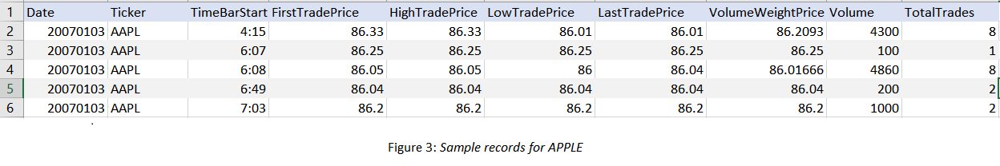 1 Date Ticker TimeBarStart FirstTradePrice HighTradePrice LowTradePrice LastTradePrice VolumeWeightPrice Volume TotalTrades
2 20070103 AAPL 4:15 86.33 86.33 86.01 86.01 86.2093 4300 8
3 20070103 AAPL 6:07 86.25 86.25 86.25 86.25 86.25 100 1
4 20070103 AAPL 6:08 86.05 86.05 86 86.04 86.01666 4860 8
5 20070103 AAPL 6:49 86.04 86.04 86.04 86.04 86.04 200 2
6 20070103 AAPL 7:03 86.2 86.2 86.2 86.2 86.2 1000 2
.
Figure 3: Sample records for APPLE